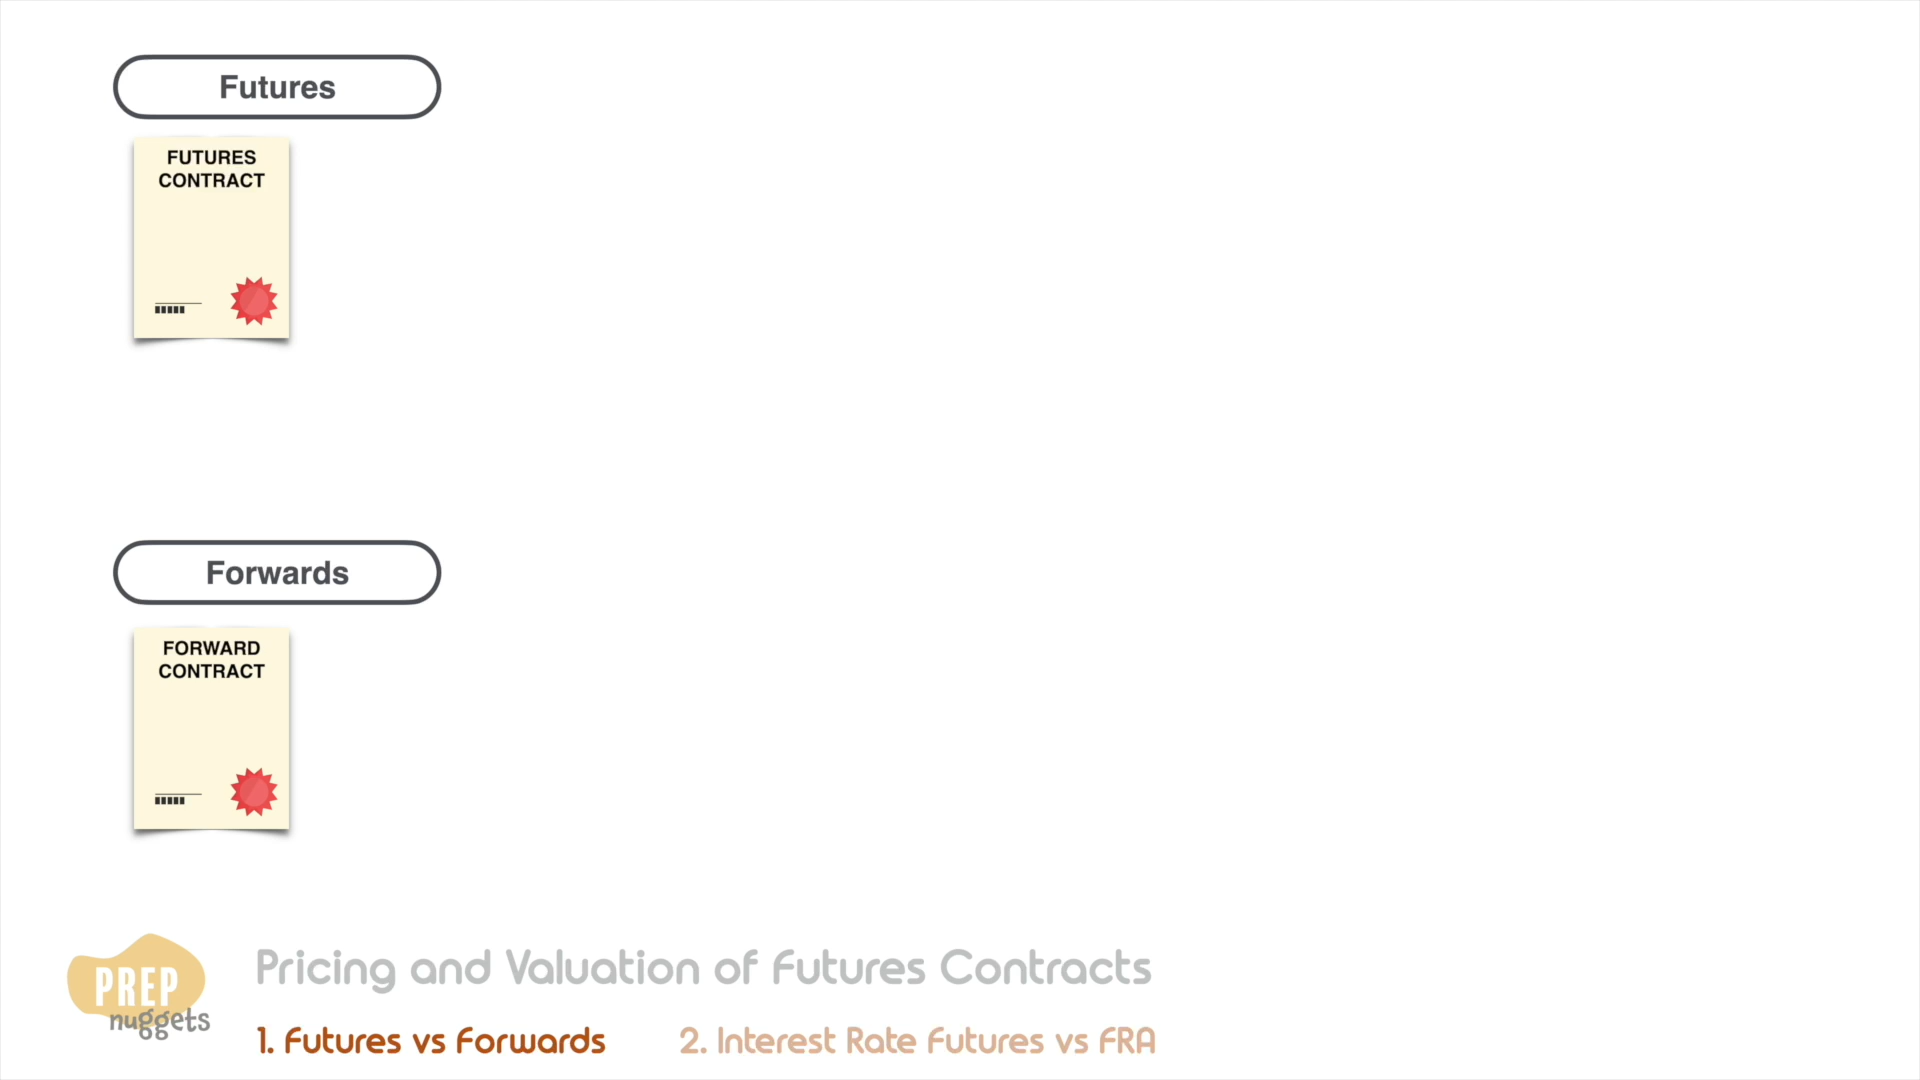 Futures
FUTURES
CONTRACT
Forwards
FORWARD
CONTRACT
PREP
nuggets
Pricing and Valuation of Futures Contracts
1. Futures vs Forwards
2. Interest Rate Futures vs FRA